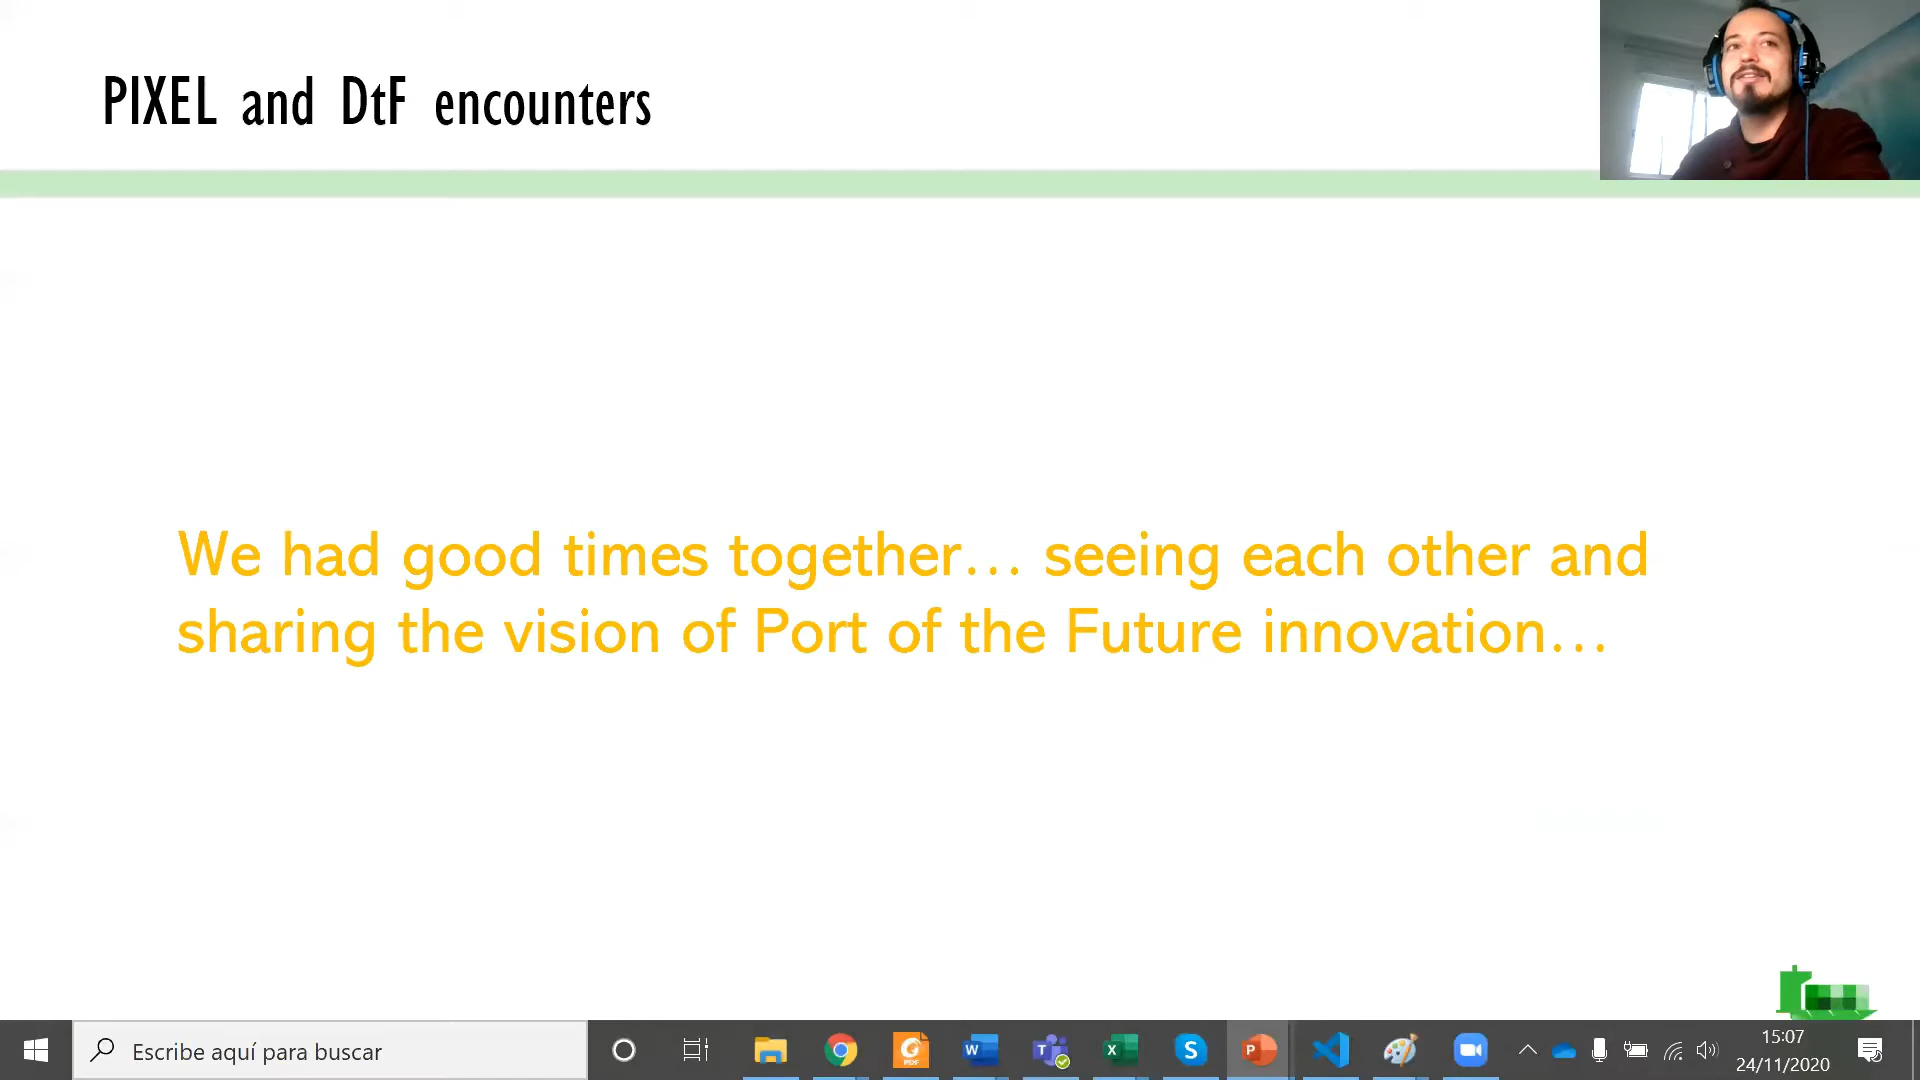 PIXEL and DtF encounters
We had good times together... seeing each other and
sharing the vision of Port of the Future innovation...
Escribe aquí para buscar
15:07
24/11/2020